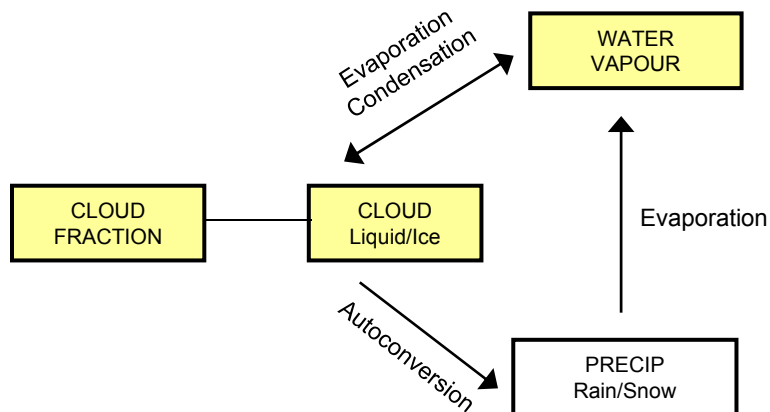 WATER
VAPOUR
Evaporation
Condensation
CLOUD
FRACTION
CLOUD
Liquid/Ice
Evaporation
Autoconversion
PRECIP
Rain/Snow